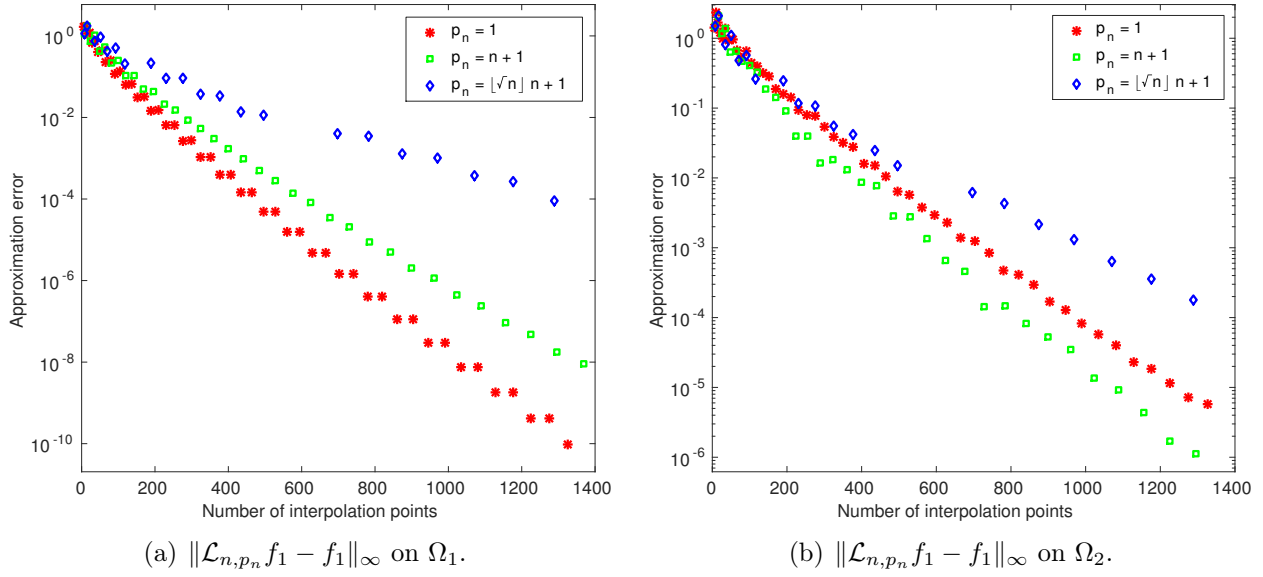 10^0
10^-2
10^-4
10^-6
10^-8
10^-10
Approximation error
p_n = 1
p_n = n + 1
p_n = ⌊√n⌋ n + 1
0 200 400 600 800 1000 1200 1400
Number of interpolation points
(a) ‖𝓛_{n,p_n} f_1 − f_1‖_∞ on Ω_1.
10^0
10^-1
10^-2
10^-3
10^-4
10^-5
10^-6
Approximation error
p_n = 1
p_n = n + 1
p_n = ⌊√n⌋ n + 1
0 200 400 600 800 1000 1200 1400
Number of interpolation points
(b) ‖𝓛_{n,p_n} f_1 − f_1‖_∞ on Ω_2.